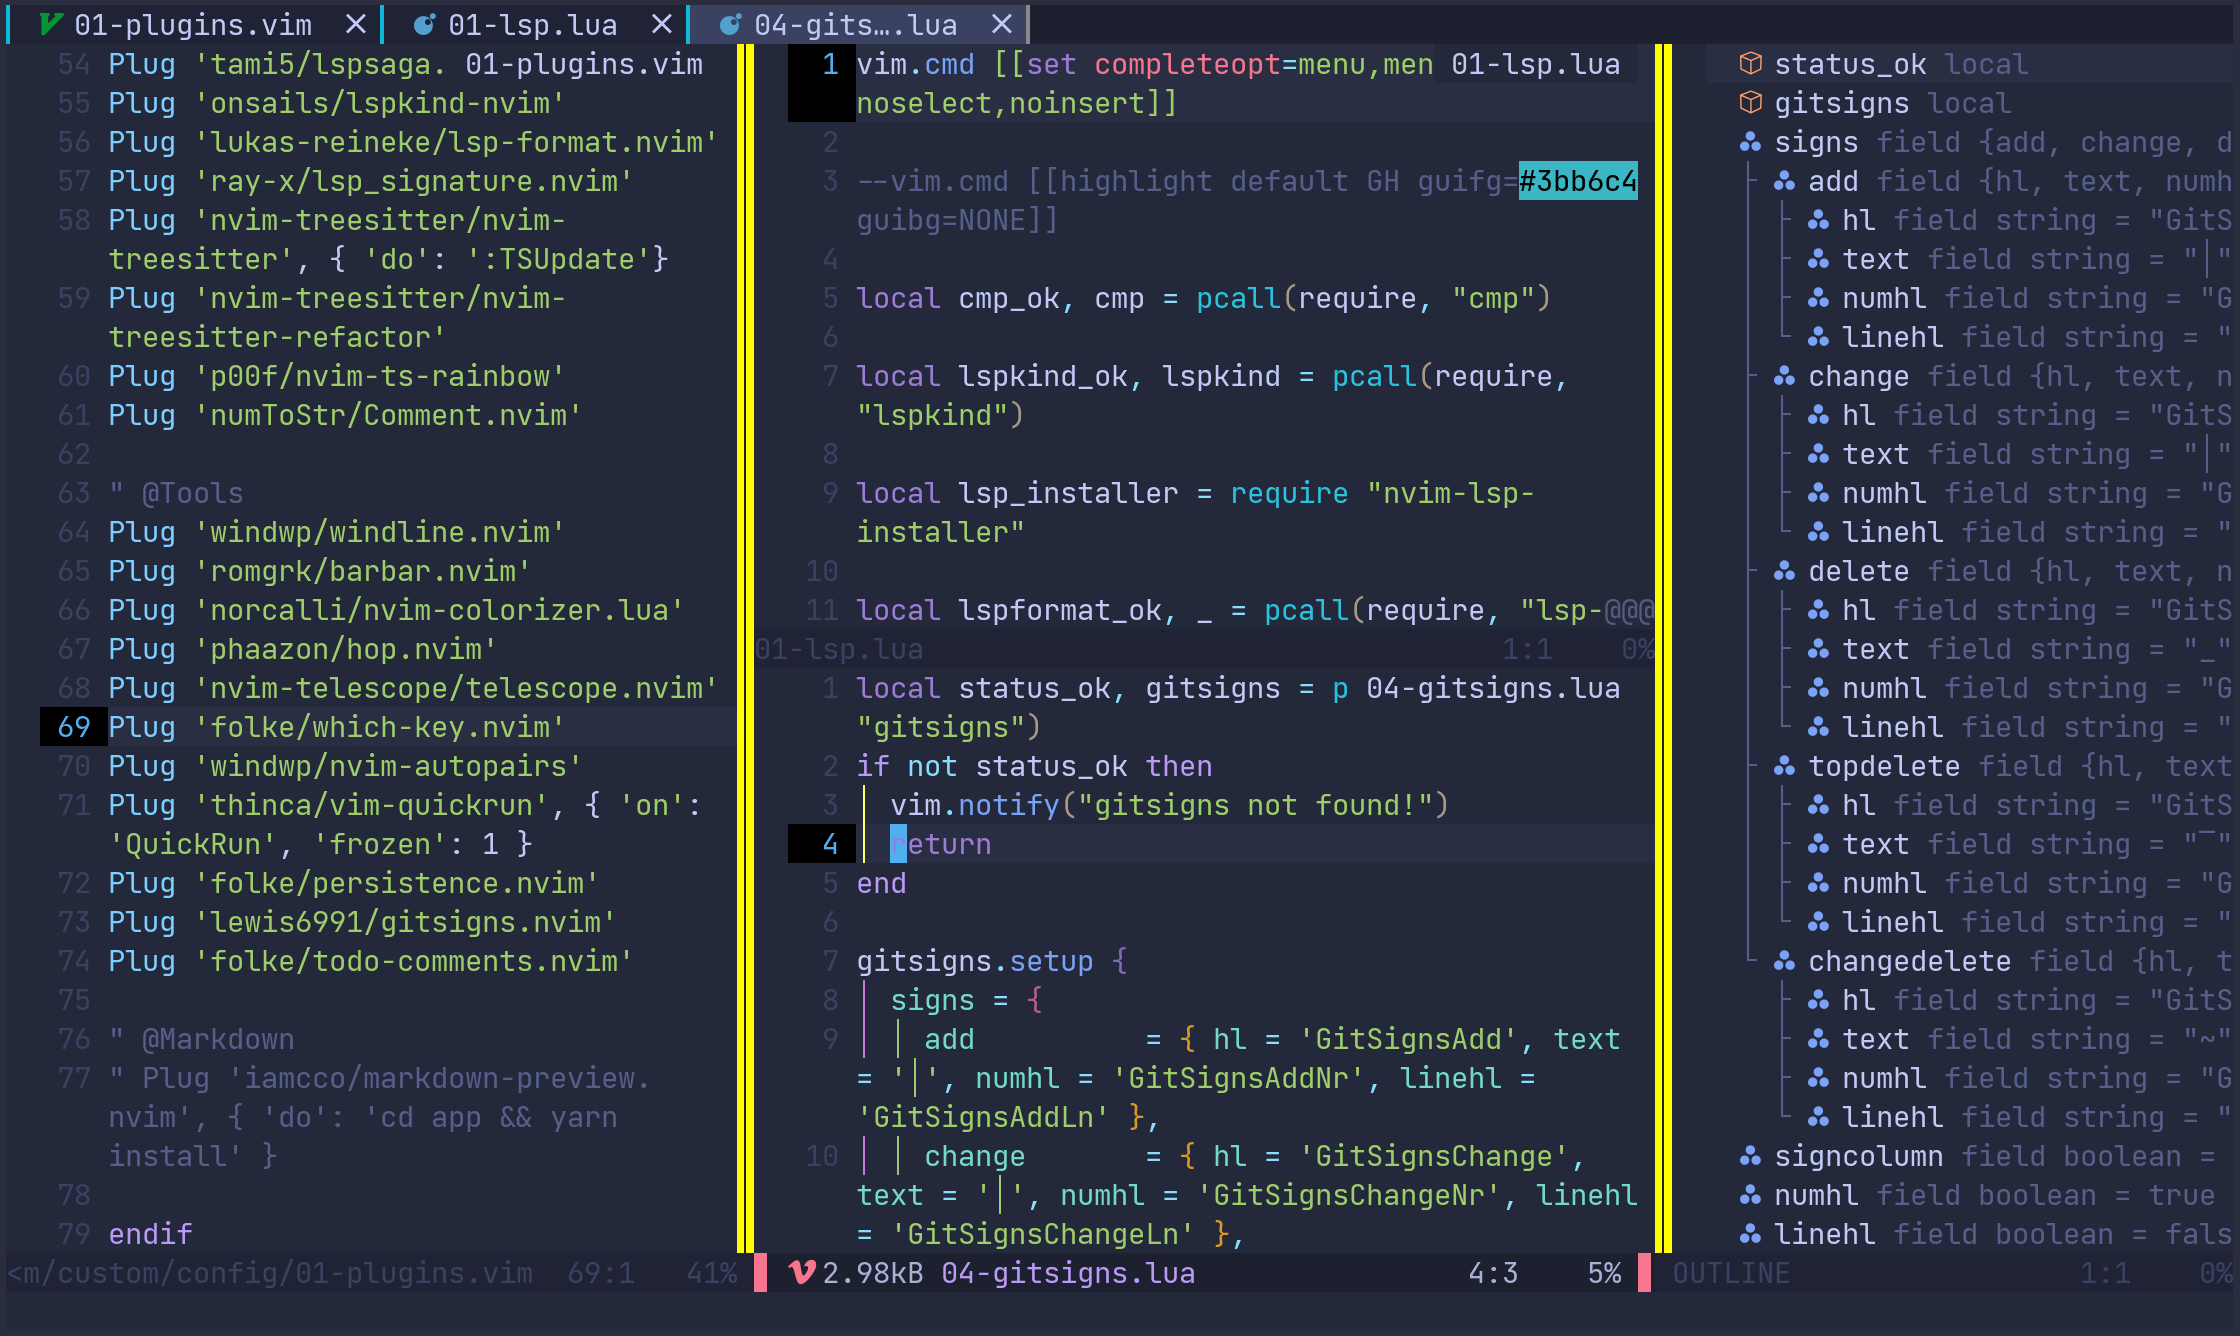 01-plugins.vim × 01-lsp.lua × 04-gits….lua ×
54 Plug 'tami5/lspsaga. 01-plugins.vim
55 Plug 'onsails/lspkind-nvim'
56 Plug 'lukas-reineke/lsp-format.nvim'
57 Plug 'ray-x/lsp_signature.nvim'
58 Plug 'nvim-treesitter/nvim-
treesitter', { 'do': ':TSUpdate'}
59 Plug 'nvim-treesitter/nvim-
treesitter-refactor'
60 Plug 'p00f/nvim-ts-rainbow'
61 Plug 'numToStr/Comment.nvim'
62
63 " @Tools
64 Plug 'windwp/windline.nvim'
65 Plug 'romgrk/barbar.nvim'
66 Plug 'norcalli/nvim-colorizer.lua'
67 Plug 'phaazon/hop.nvim'
68 Plug 'nvim-telescope/telescope.nvim'
69 Plug 'folke/which-key.nvim'
70 Plug 'windwp/nvim-autopairs'
71 Plug 'thinca/vim-quickrun', { 'on':
'QuickRun', 'frozen': 1 }
72 Plug 'folke/persistence.nvim'
73 Plug 'lewis6991/gitsigns.nvim'
74 Plug 'folke/todo-comments.nvim'
75
76 " @Markdown
77 " Plug 'iamcco/markdown-preview.
nvim', { 'do': 'cd app && yarn
install' }
78
79 endif
<m/custom/config/01-plugins.vim 69:1 41%
1 vim.cmd [[set completeopt=menu,men 01-lsp.lua
noselect,noinsert]]
2
3 --vim.cmd [[highlight default GH guifg=#3bb6c4
guibg=NONE]]
4
5 local cmp_ok, cmp = pcall(require, "cmp")
6
7 local lspkind_ok, lspkind = pcall(require,
"lspkind")
8
9 local lsp_installer = require "nvim-lsp-
installer"
10
11 local lspformat_ok, _ = pcall(require, "lsp-@@@
01-lsp.lua 1:1 0%
1 local status_ok, gitsigns = p 04-gitsigns.lua
"gitsigns")
2 if not status_ok then
3 vim.notify("gitsigns not found!")
4 return
5 end
6
7 gitsigns.setup {
8 signs = {
9 add = { hl = 'GitSignsAdd', text
= '│', numhl = 'GitSignsAddNr', linehl =
'GitSignsAddLn' },
10 change = { hl = 'GitSignsChange',
text = '│', numhl = 'GitSignsChangeNr', linehl
= 'GitSignsChangeLn' },
2.98kB 04-gitsigns.lua 4:3 5%
status_ok local
gitsigns local
signs field {add, change, d
add field {hl, text, numh
hl field string = "GitS
text field string = "│"
numhl field string = "G
linehl field string = "
change field {hl, text, n
hl field string = "GitS
text field string = "│"
numhl field string = "G
linehl field string = "
delete field {hl, text, n
hl field string = "GitS
text field string = "_"
numhl field string = "G
linehl field string = "
topdelete field {hl, text
hl field string = "GitS
text field string = "‾"
numhl field string = "G
linehl field string = "
changedelete field {hl, t
hl field string = "GitS
text field string = "~"
numhl field string = "G
linehl field string = "
signcolumn field boolean =
numhl field boolean = true
linehl field boolean = fals
OUTLINE 1:1 0%